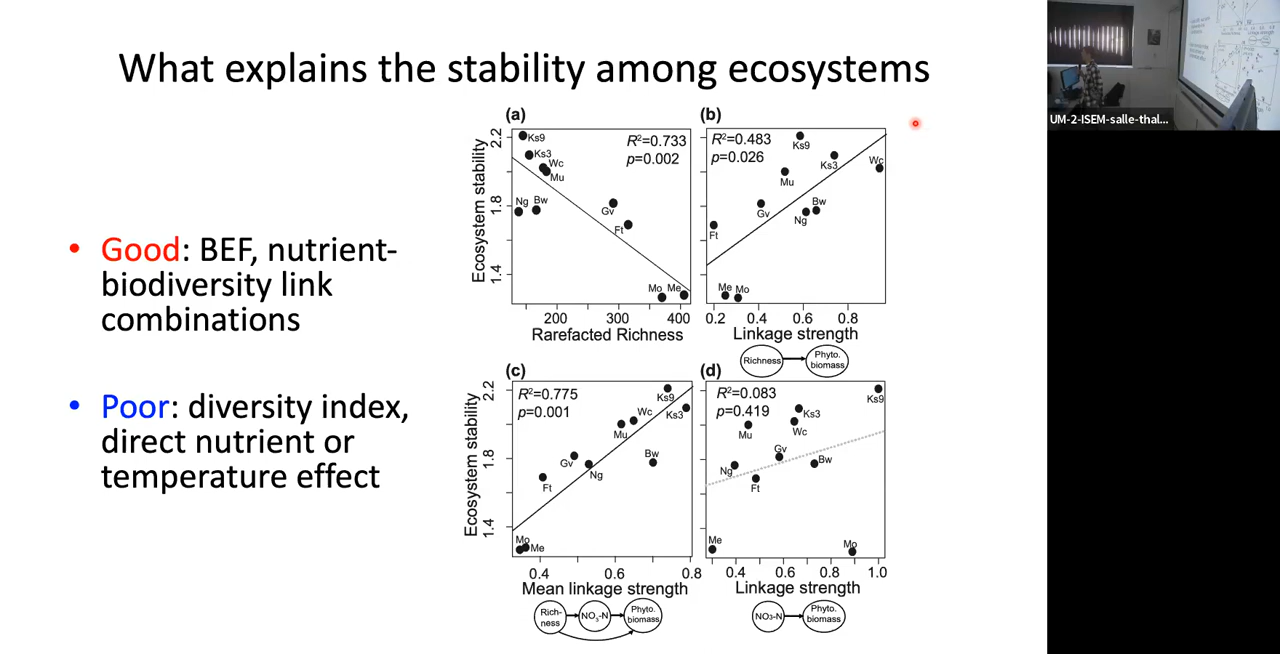 What explains the stability among ecosystems
• Good: BEF, nutrient-
biodiversity link
combinations
• Poor: diversity index,
direct nutrient or
temperature effect
(a)
Ecosystem stability
2.2
1.8
1.4
R²=0.733
p=0.002
Ks9
Ks3
Wc
Mu
Ng
Bw
Gv
Ft
Mo
Me
200
300
400
Rarefacted Richness
(b)
R²=0.483
p=0.026
Ks9
Ks3
Wc
Mu
Gv
Bw
Ng
Ft
Me
Mo
0.2
0.4
0.6
0.8
Linkage strength
Richness
Phyto.
biomass
(c)
Ecosystem stability
2.2
1.8
1.4
R²=0.775
p=0.001
Ks9
Ks3
Wc
Mu
Bw
Gv
Ng
Ft
Mo
Me
0.4
0.6
0.8
Mean linkage strength
Rich-
ness
NO₃-N
Phyto.
biomass
(d)
R²=0.083
p=0.419
Ks9
Ks3
Wc
Mu
Gv
Bw
Ng
Ft
Me
Mo
0.4
0.6
0.8
1.0
Linkage strength
NO₃-N
Phyto.
biomass
UM-2-ISEM-salle-thal...